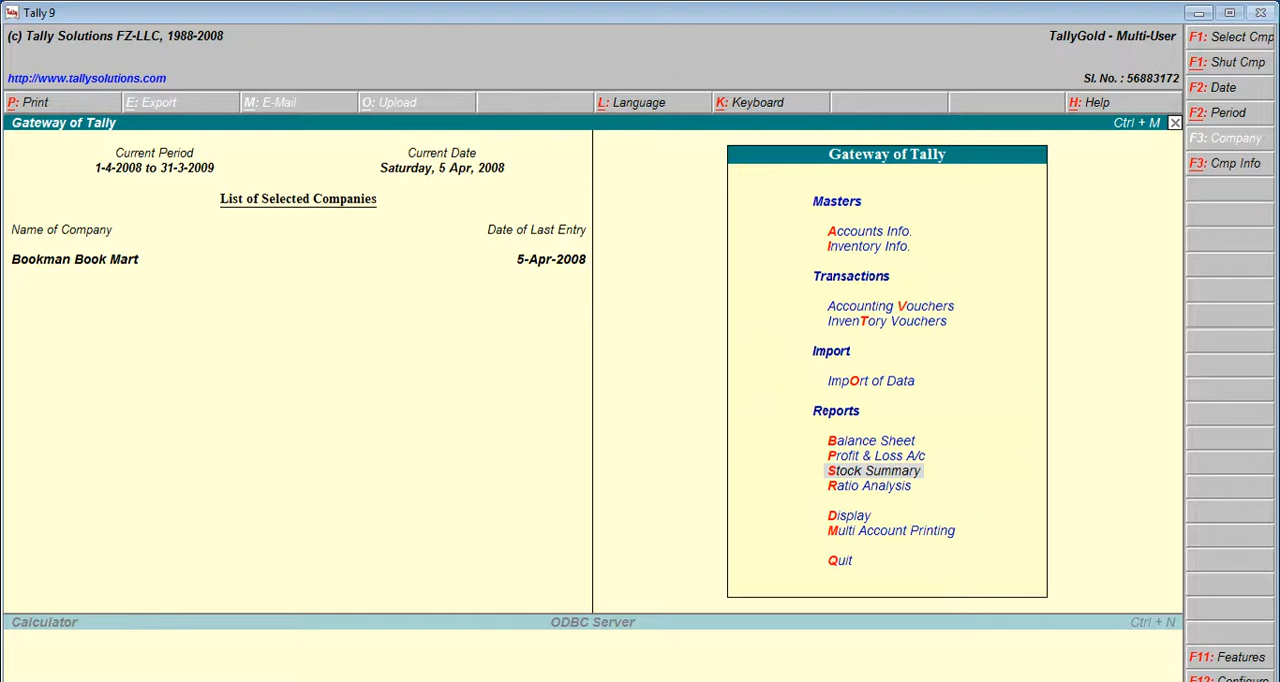 Tally 9
(c) Tally Solutions FZ-LLC, 1988-2008
TallyGold - Multi-User
http://www.tallysolutions.com
Sl. No. : 56883172
P: Print
E: Export
M: E-Mail
O: Upload
L: Language
K: Keyboard
H: Help
Gateway of Tally
Ctrl + M
Current Period
1-4-2008 to 31-3-2009
Current Date
Saturday, 5 Apr, 2008
List of Selected Companies
Name of Company
Date of Last Entry
Bookman Book Mart
5-Apr-2008
Gateway of Tally
Masters
Accounts Info.
Inventory Info.
Transactions
Accounting Vouchers
InvenTory Vouchers
Import
ImpOrt of Data
Reports
Balance Sheet
Profit & Loss A/c
Stock Summary
Ratio Analysis
Display
Multi Account Printing
Quit
F1: Select Cmp
F1: Shut Cmp
F2: Date
F2: Period
F3: Company
F3: Cmp Info
F11: Features
F12: Configure
Calculator
ODBC Server
Ctrl + N